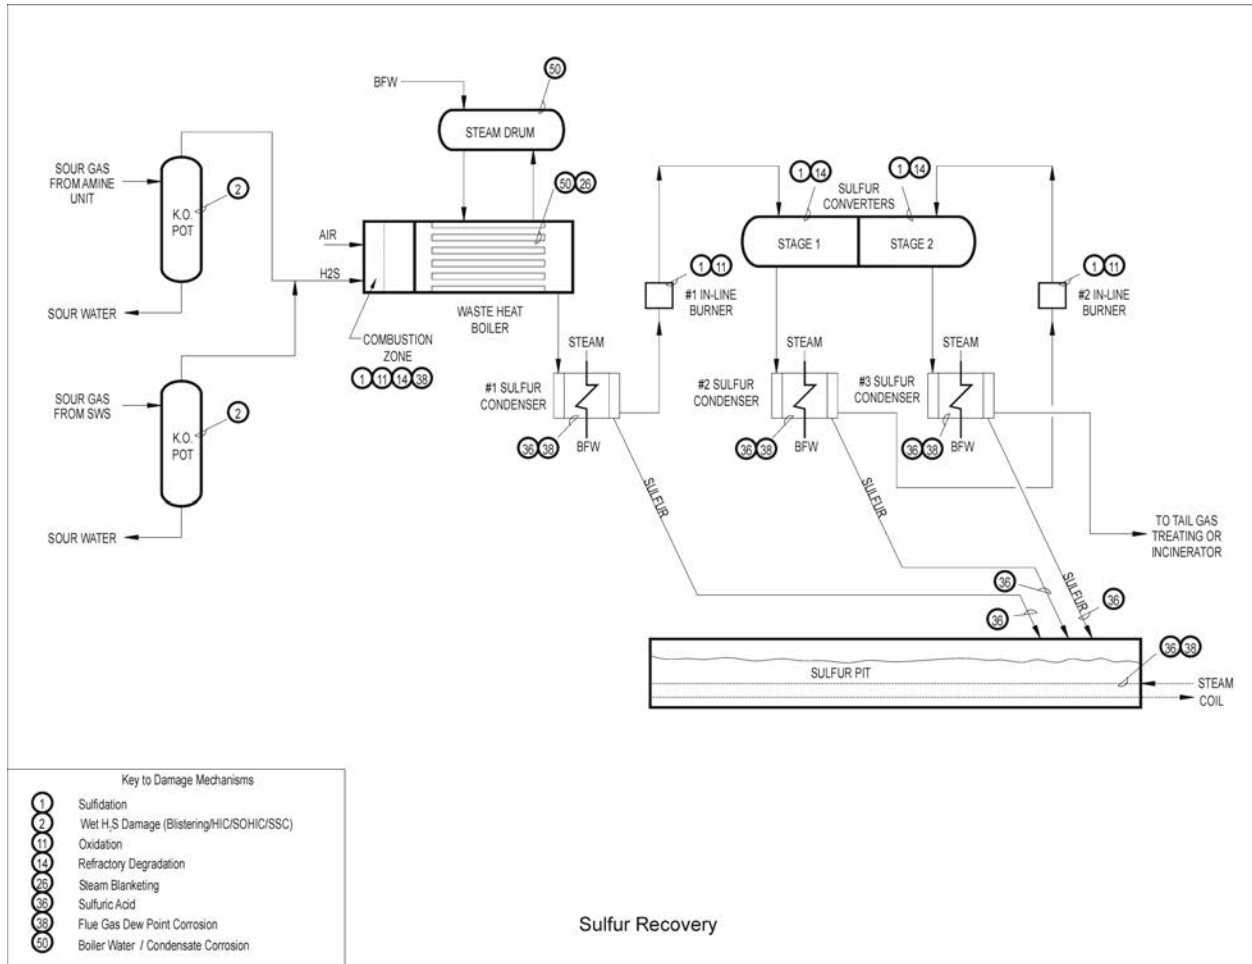 BFW
50
STEAM DRUM
SOUR GAS
FROM AMINE
UNIT
2
K.O.
POT
50 26
1 14
1 14
SULFUR
CONVERTERS
STAGE 1
STAGE 2
AIR
H2S
1 11
#1 IN-LINE
BURNER
1 11
#2 IN-LINE
BURNER
SOUR WATER
WASTE HEAT
BOILER
COMBUSTION
ZONE
1 11 14 38
STEAM
#1 SULFUR
CONDENSER
36 38
BFW
STEAM
#2 SULFUR
CONDENSER
36 38
BFW
STEAM
#3 SULFUR
CONDENSER
36 38
BFW
SOUR GAS
FROM SWS
2
K.O.
POT
SOUR WATER
SULFUR
SULFUR
SULFUR
TO TAIL GAS
TREATING OR
INCINERATOR
36
36
36
36 38
SULFUR PIT
STEAM
COIL
Key to Damage Mechanisms
1 Sulfidation
2 Wet H₂S Damage (Blistering/HIC/SOHIC/SSC)
11 Oxidation
14 Refractory Degradation
26 Steam Blanketing
36 Sulfuric Acid
38 Flue Gas Dew Point Corrosion
50 Boiler Water / Condensate Corrosion
Sulfur Recovery